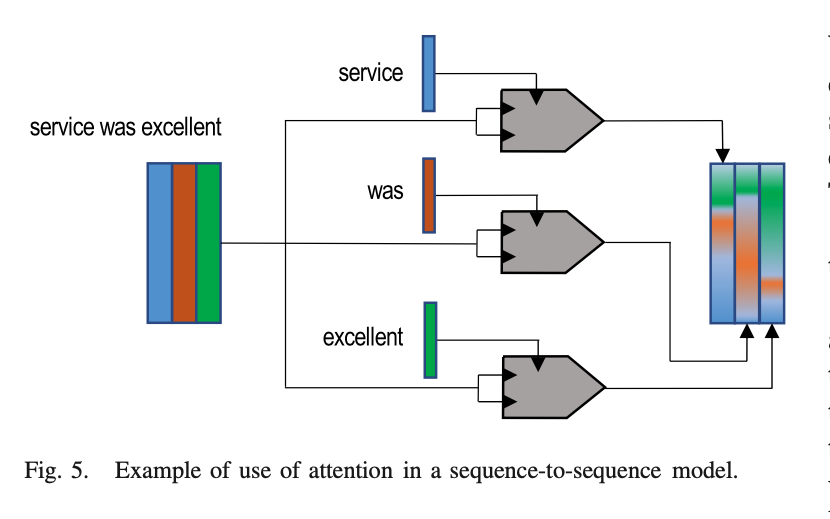 service
service was excellent
was
excellent
Fig. 5. Example of use of attention in a sequence-to-sequence model.